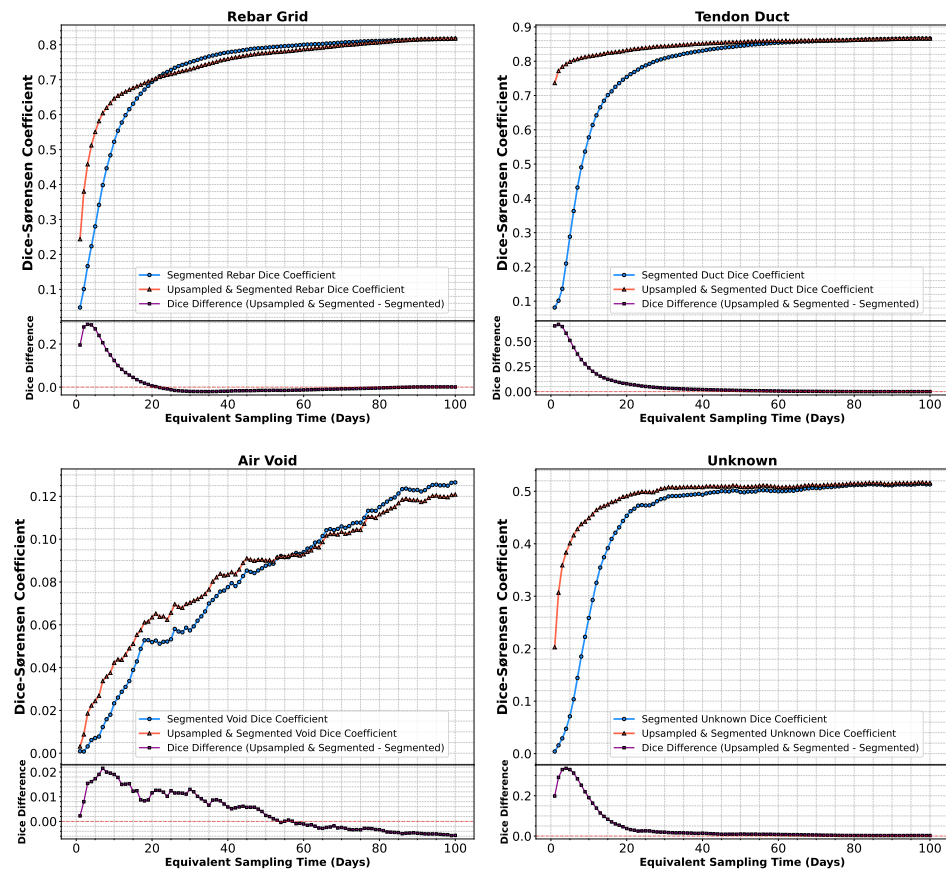 Rebar Grid
Dice-Sørensen Coefficient
0.8
0.7
0.6
0.5
0.4
0.3
0.2
0.1
Segmented Rebar Dice Coefficient
Upsampled & Segmented Rebar Dice Coefficient
Dice Difference (Upsampled & Segmented - Segmented)
Dice Difference
0.2
0.0
0 20 40 60 80 100
Equivalent Sampling Time (Days)
Tendon Duct
Dice-Sørensen Coefficient
0.9
0.8
0.7
0.6
0.5
0.4
0.3
0.2
0.1
Segmented Duct Dice Coefficient
Upsampled & Segmented Duct Dice Coefficient
Dice Difference (Upsampled & Segmented - Segmented)
Dice Difference
0.50
0.25
0.00
0 20 40 60 80 100
Equivalent Sampling Time (Days)
Air Void
Dice-Sørensen Coefficient
0.12
0.10
0.08
0.06
0.04
0.02
0.00
Segmented Void Dice Coefficient
Upsampled & Segmented Void Dice Coefficient
Dice Difference (Upsampled & Segmented - Segmented)
Dice Difference
0.02
0.01
0.00
0 20 40 60 80 100
Equivalent Sampling Time (Days)
Unknown
Dice-Sørensen Coefficient
0.5
0.4
0.3
0.2
0.1
0.0
Segmented Unknown Dice Coefficient
Upsampled & Segmented Unknown Dice Coefficient
Dice Difference (Upsampled & Segmented - Segmented)
Dice Difference
0.2
0.0
0 20 40 60 80 100
Equivalent Sampling Time (Days)